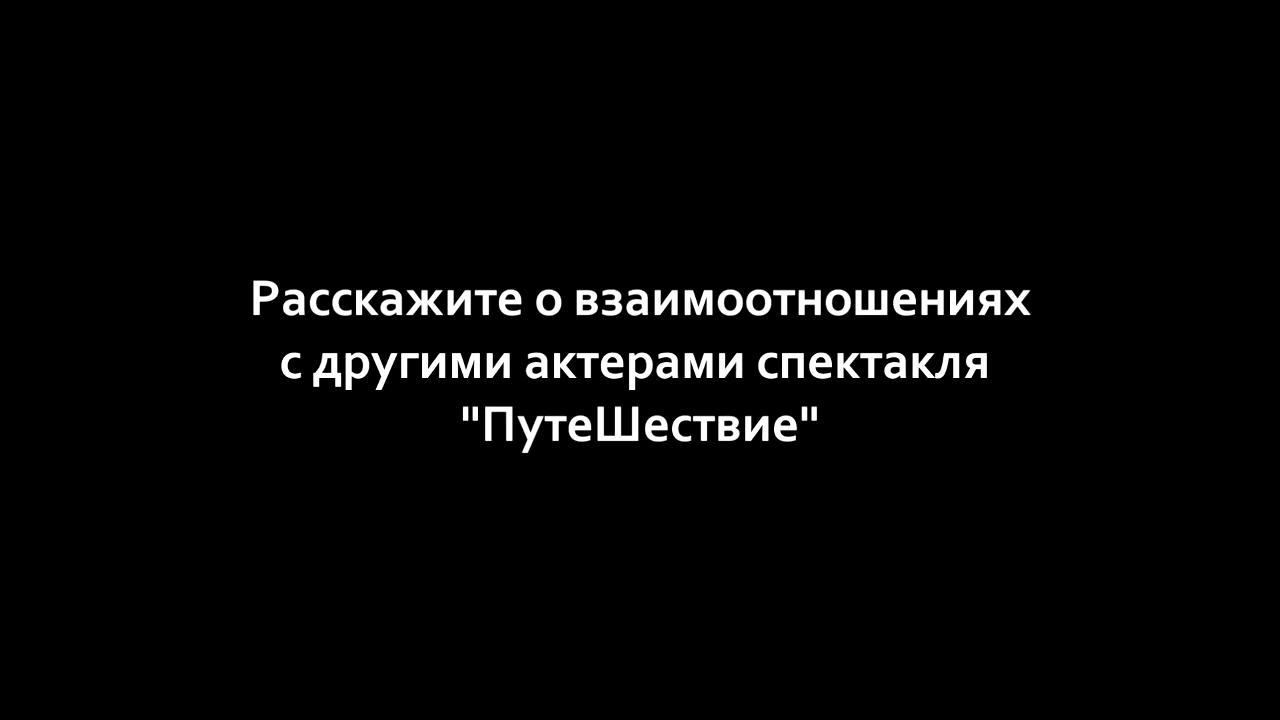 Расскажите о взаимоотношениях
с другими актерами спектакля
"ПутеШествие"